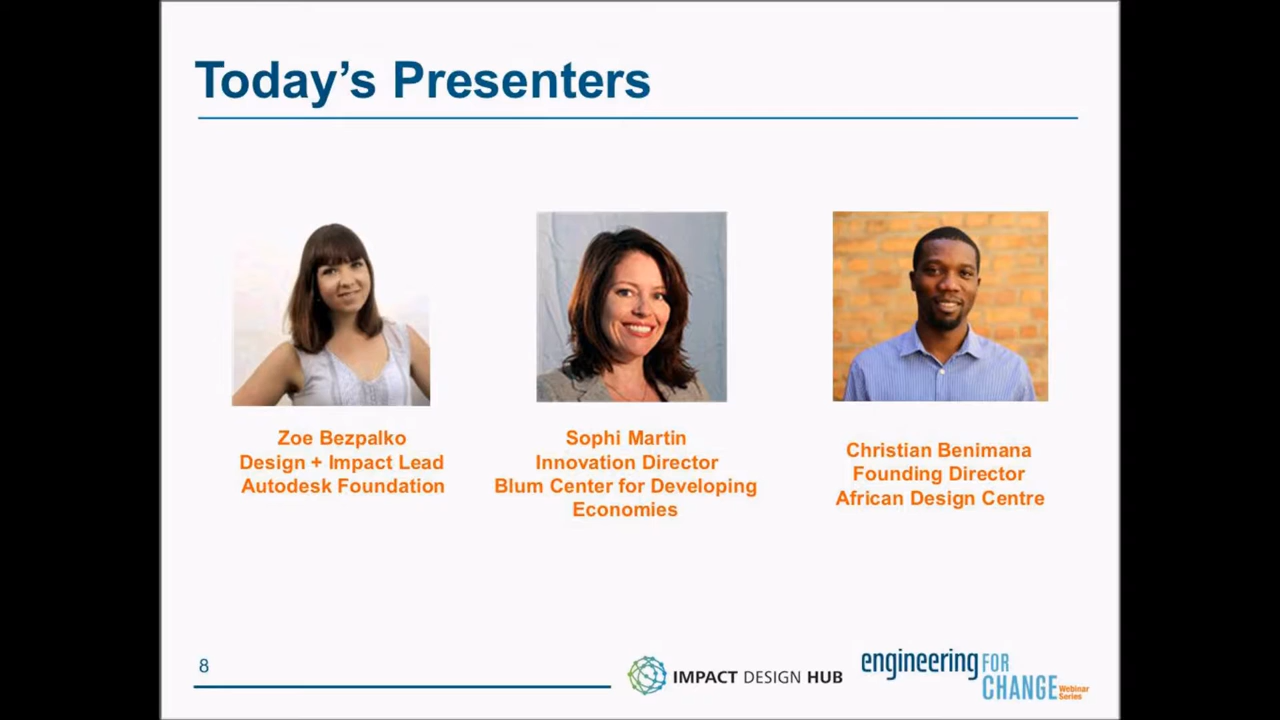 Today's Presenters
Zoe Bezpalko
Design + Impact Lead
Autodesk Foundation
Sophi Martin
Innovation Director
Blum Center for Developing
Economies
Christian Benimana
Founding Director
African Design Centre
8
IMPACT DESIGN HUB
engineering FOR
CHANGE Webinar
Series